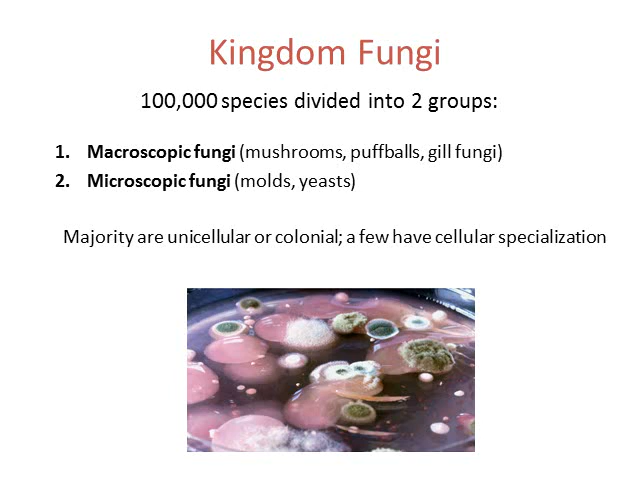 Kingdom Fungi
100,000 species divided into 2 groups:
1. Macroscopic fungi (mushrooms, puffballs, gill fungi)
2. Microscopic fungi (molds, yeasts)
Majority are unicellular or colonial; a few have cellular specialization